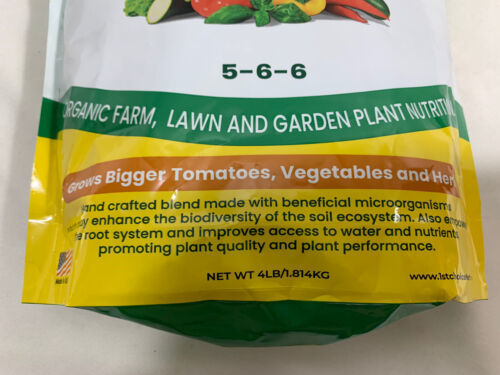 5-6-6
ORGANIC FARM, LAWN AND GARDEN PLANT
Grows Bigger Tomatoes, Vegetables and
crafted blend made with beneficial microorganisms
may enhance the biodiversity of the soil ecosystem. Also
root system and improves access to water and nutrients
promoting plant quality and plant performance.
NET WT 4LB/1.814KG